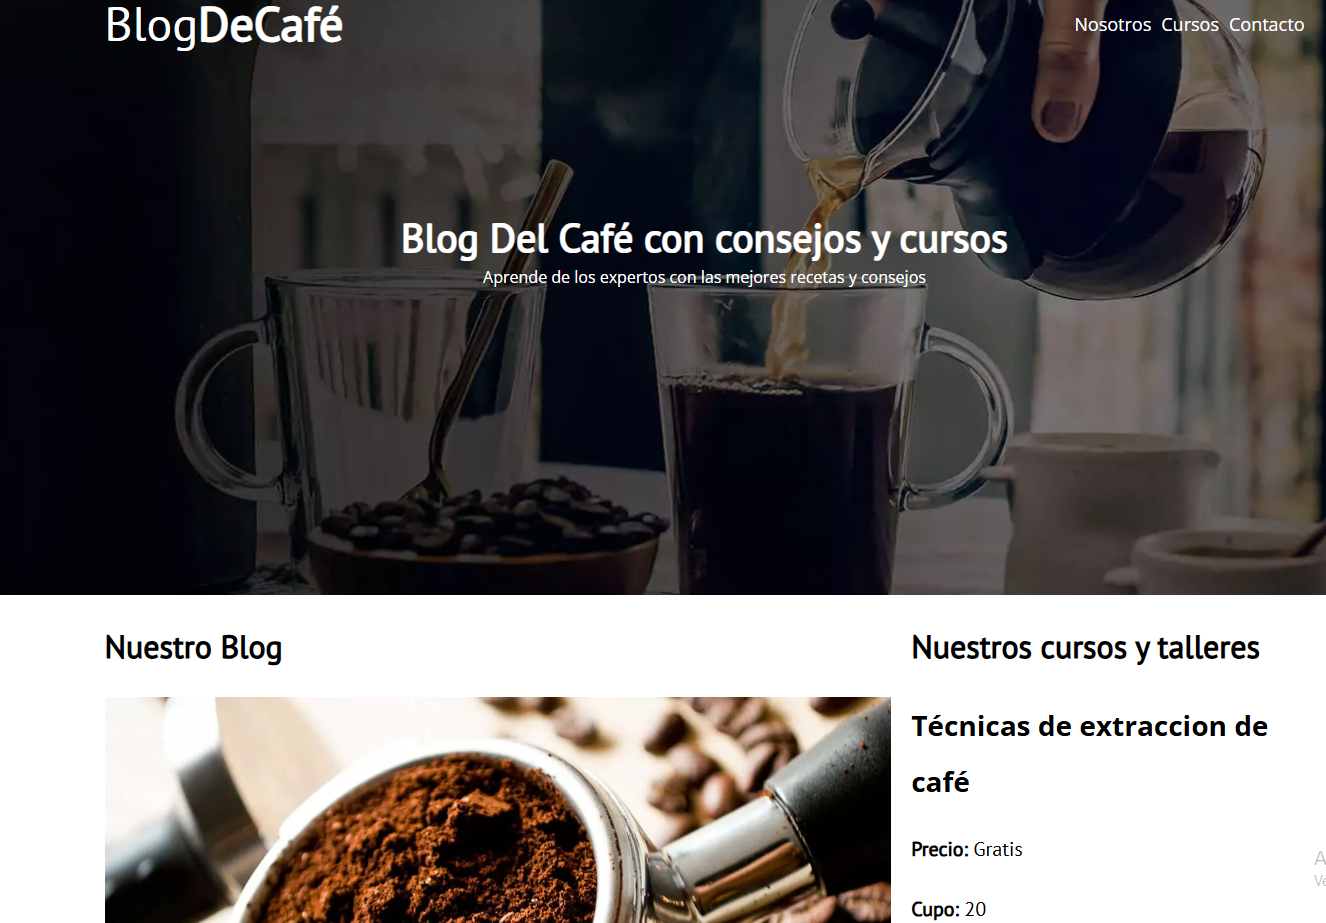 BlogDeCafé
Nosotros Cursos Contacto
Blog Del Café con consejos y cursos
Aprende de los expertos con las mejores recetas y consejos
Nuestro Blog
Nuestros cursos y talleres
Técnicas de extraccion de
café
Precio: Gratis
Cupo: 20